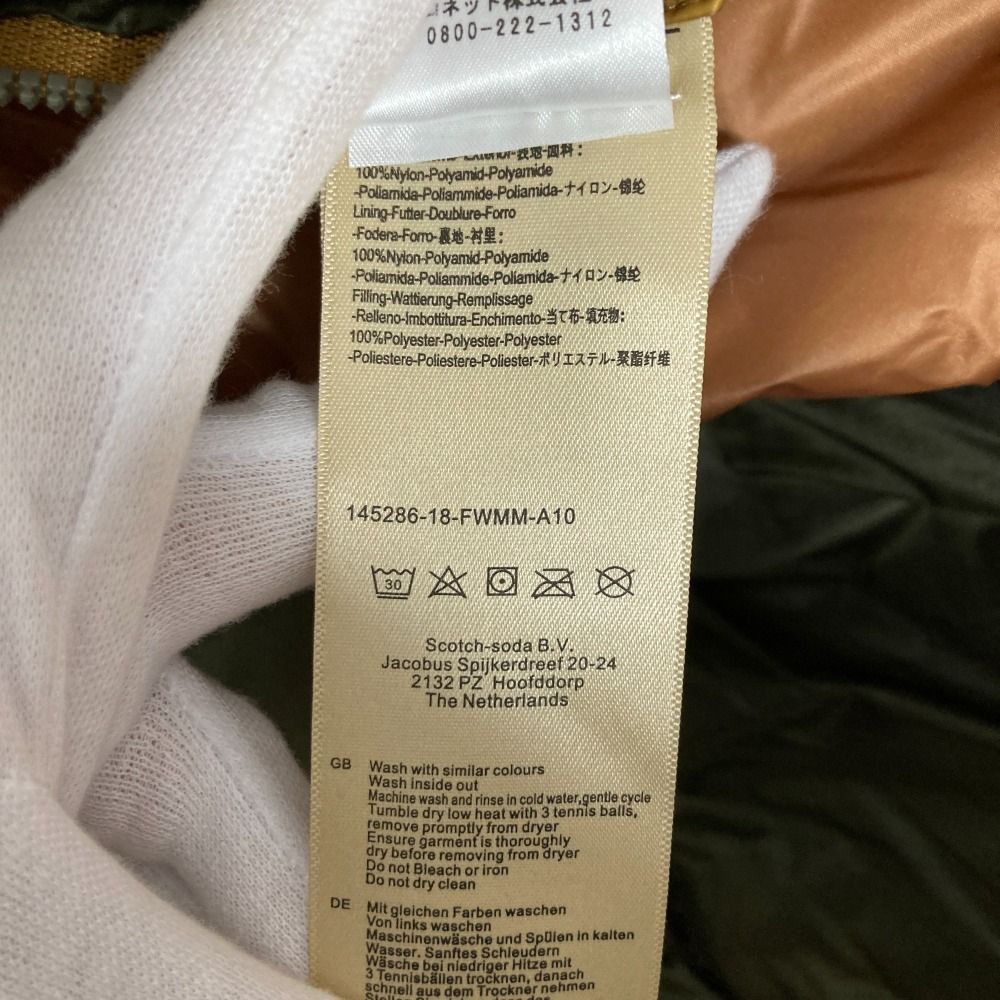 ネット株式会
0800-222-1312
Exterior-表地-面料:
100%Nylon-Polyamid-Polyamide
-Poliamida-Poliammide-Poliamida-ナイロン-锦纶
Lining-Futter-Doublure-Forro
-Fodera-Forro-裏地-衬里:
100%Nylon-Polyamid-Polyamide
-Poliamida-Poliammide-Poliamida-ナイロン-锦纶
Filling-Wattierung-Remplissage
-Relleno-Imbottitura-Enchimento-当て布-填充物:
100%Polyester-Polyester-Polyester
-Poliestere-Poliestere-Poliester-ポリエステル-聚酯纤维
145286-18-FWMM-A10
30
Scotch-soda B.V.
Jacobus Spijkerdreef 20-24
2132 PZ Hoofddorp
The Netherlands
GB Wash with similar colours
Wash inside out
Machine wash and rinse in cold water,gentle cycle
Tumble dry low heat with 3 tennis balls,
remove promptly from dryer
Ensure garment is thoroughly
dry before removing from dryer
Do not Bleach or iron
Do not dry clean
DE Mit gleichen Farben waschen
Von links waschen
Maschinenwäsche und Spülen in kalten
Wasser. Sanftes Schleudern
Wäsche bei niedriger Hitze mit
3 Tennisbällen trocknen, danach
schnell aus dem Trockner nehmen